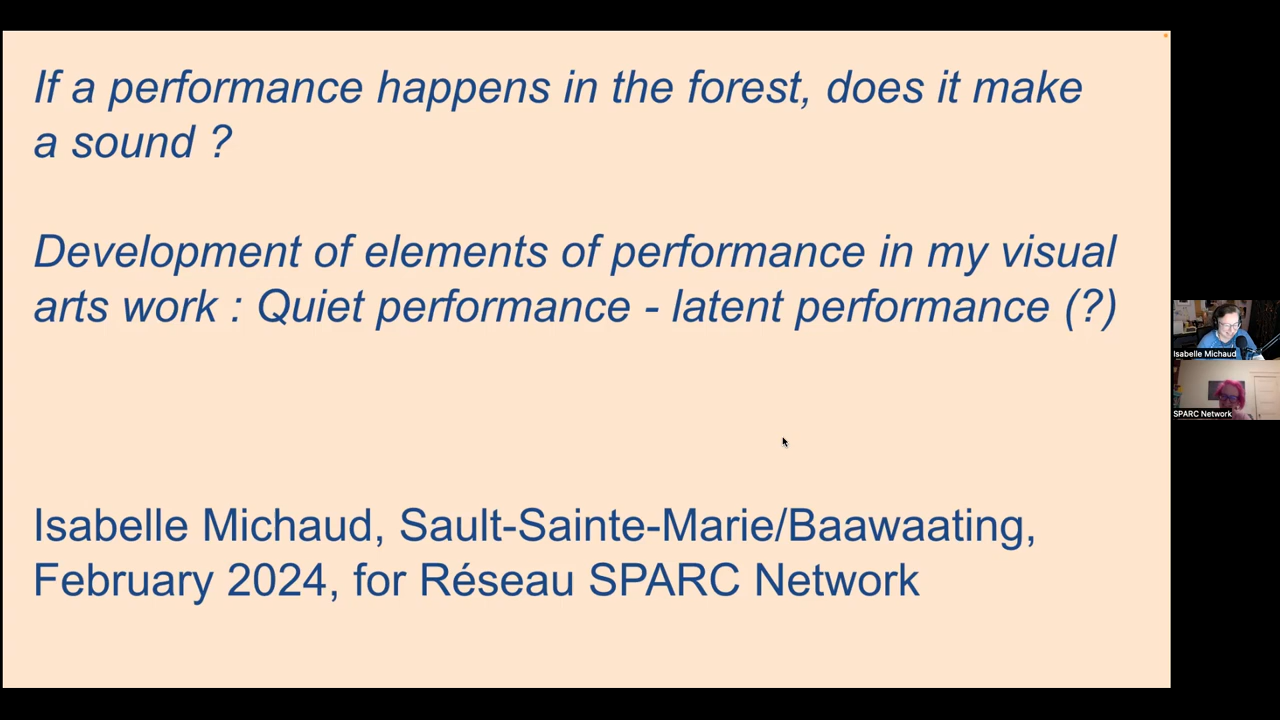 If a performance happens in the forest, does it make
a sound ?
Development of elements of performance in my visual
arts work : Quiet performance - latent performance (?)
Isabelle Michaud, Sault-Sainte-Marie/Baawaating,
February 2024, for Réseau SPARC Network
Isabelle Michaud
SPARC Network